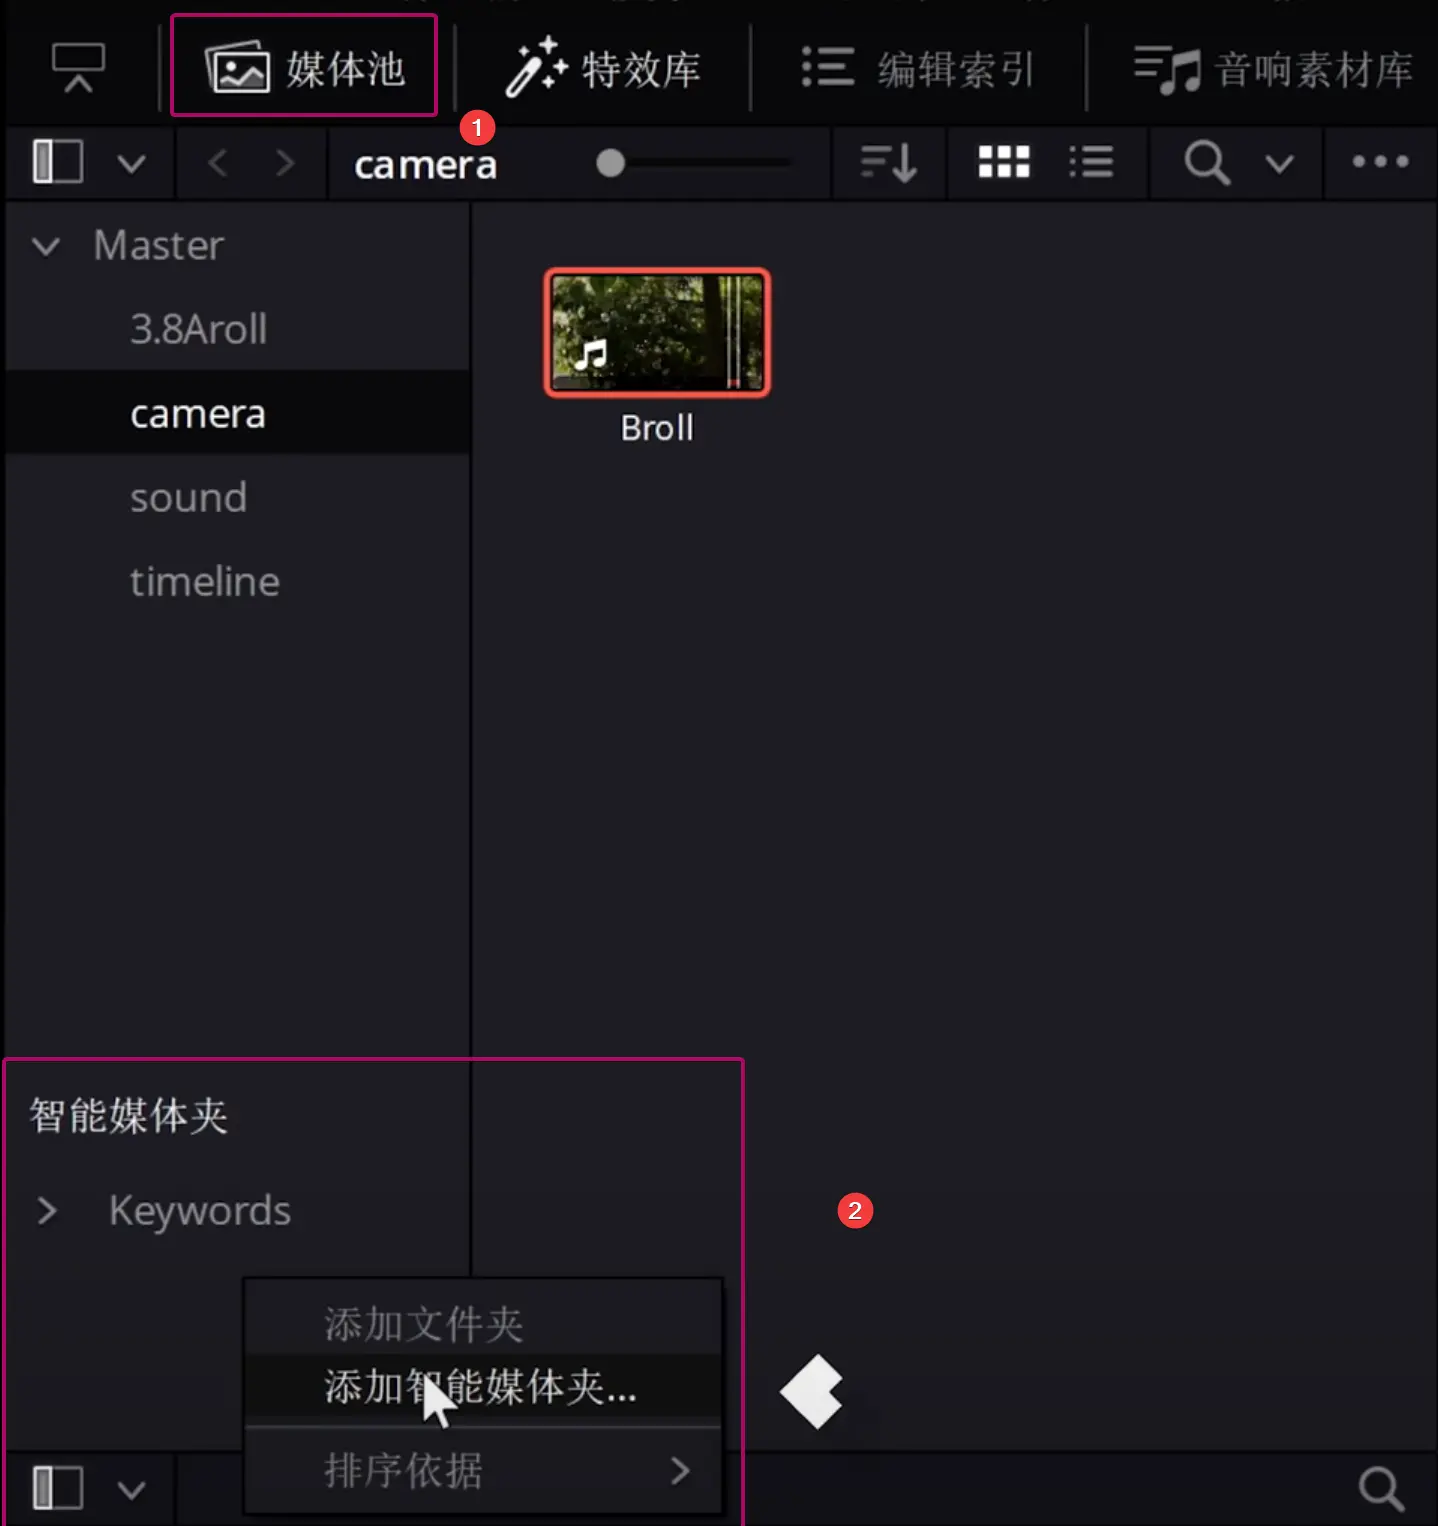 媒体池
特效库
编辑索引
音响素材库
1
camera
Master
3.8Aroll
camera
sound
timeline
Broll
智能媒体夹
Keywords
2
添加文件夹
添加智能媒体夹...
排序依据